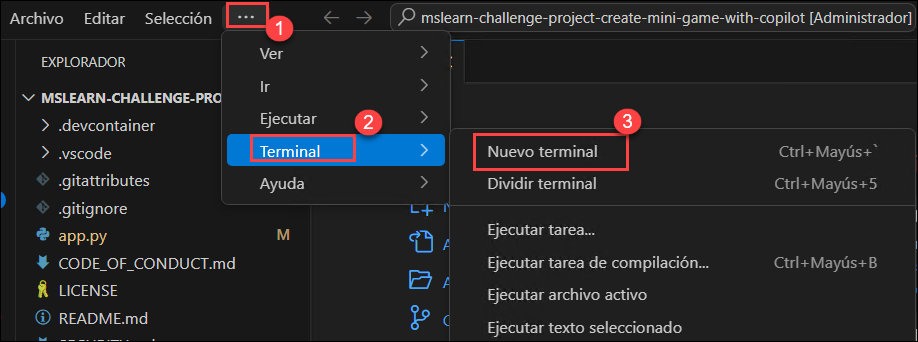 Archivo Editar Selección ... mslearn-challenge-project-create-mini-game-with-copilot [Administrador]
1
EXPLORADOR
MSLEARN-CHALLENGE-PRO
.devcontainer
.vscode
.gitattributes
.gitignore
app.py M
CODE_OF_CONDUCT.md
LICENSE
README.md
Ver
Ir
Ejecutar
2
Terminal
Ayuda
3
Nuevo terminal Ctrl+Mayús+`
Dividir terminal Ctrl+Mayús+5
Ejecutar tarea...
Ejecutar tarea de compilación... Ctrl+Mayús+B
Ejecutar archivo activo
Ejecutar texto seleccionado